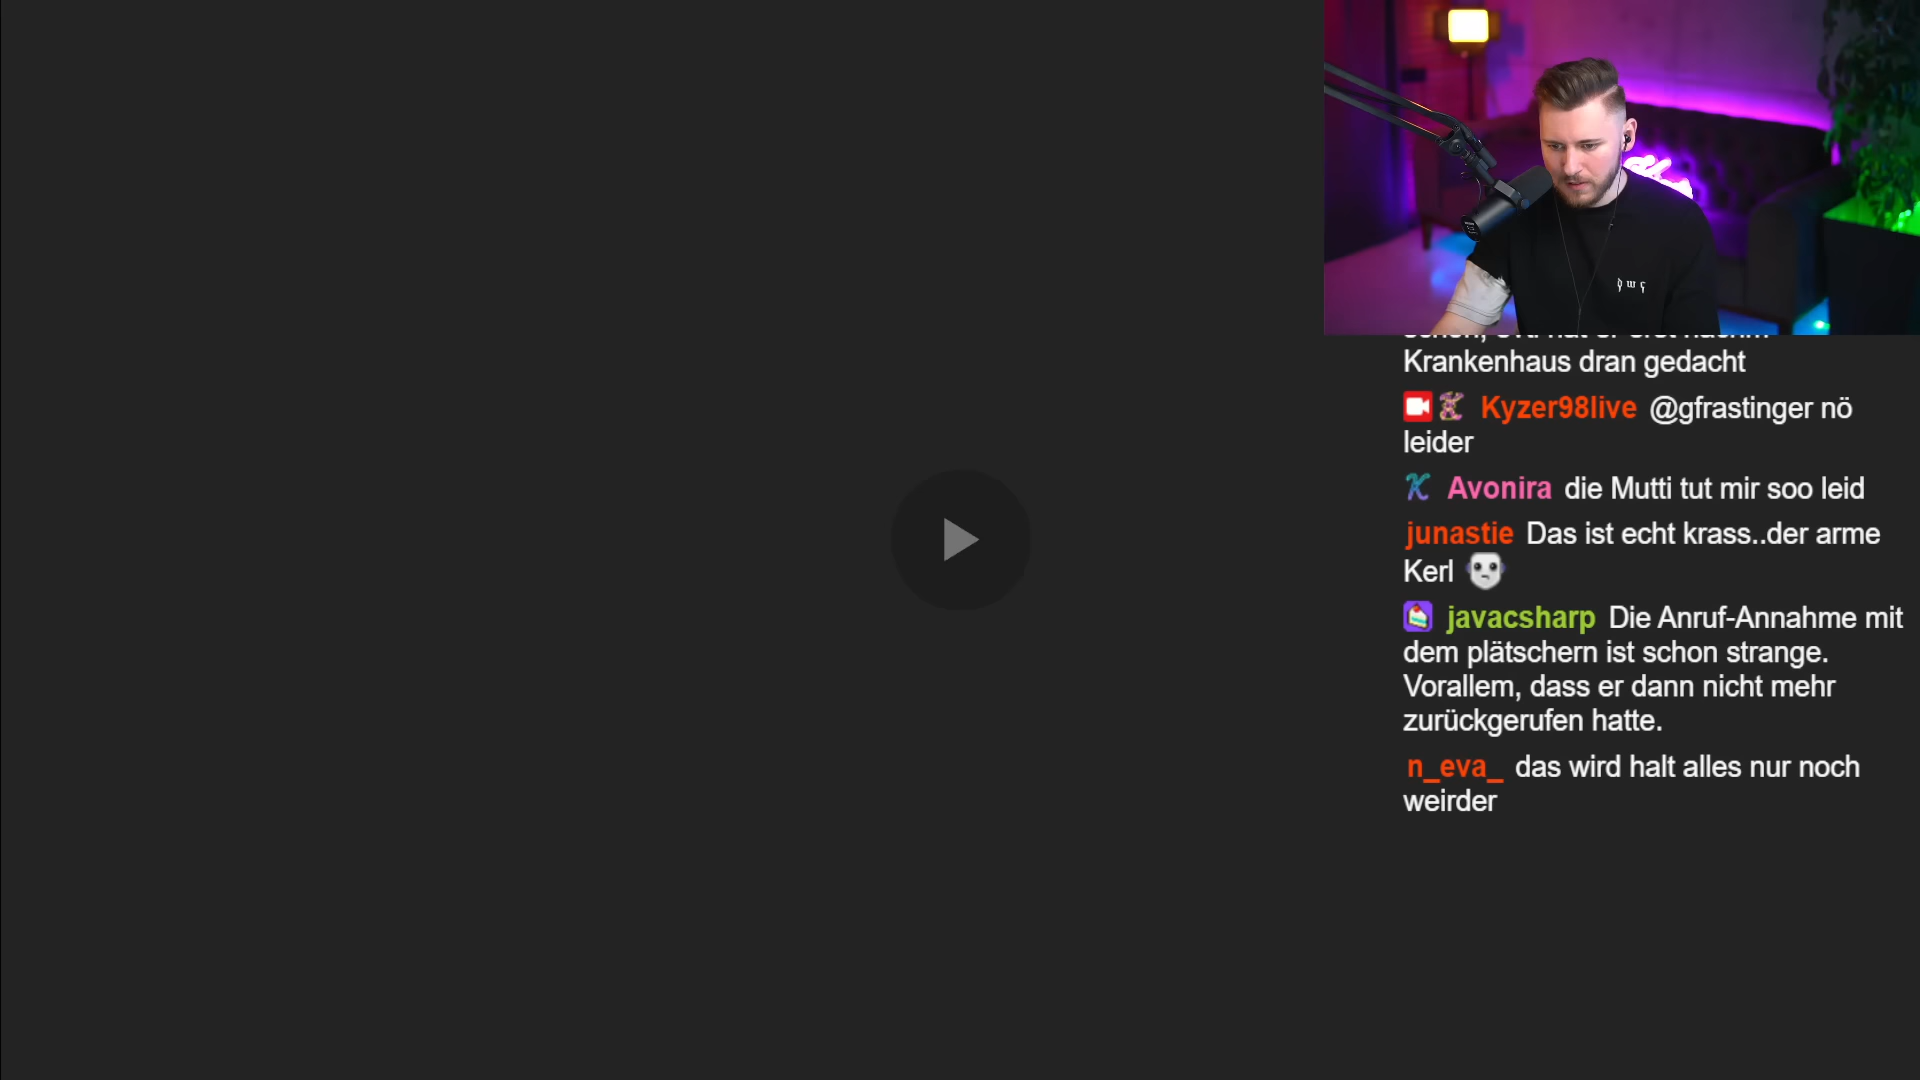 Krankenhaus dran gedacht
Kyzer98live @gfrastinger nö
leider
Avonira die Mutti tut mir soo leid
junastie Das ist echt krass..der arme
Kerl
javacsharp Die Anruf-Annahme mit
dem plätschern ist schon strange.
Vorallem, dass er dann nicht mehr
zurückgerufen hatte.
n_eva_ das wird halt alles nur noch
weirder